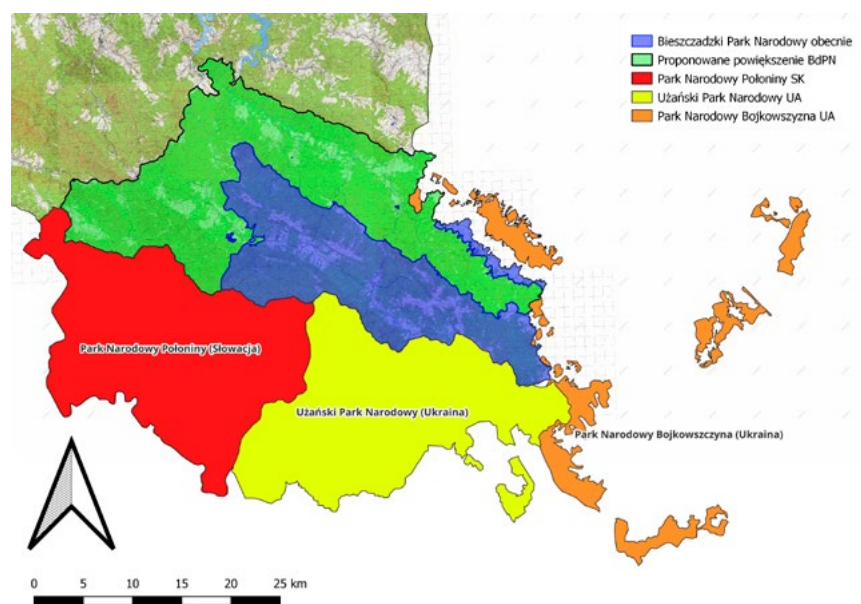 Bieszczadzki Park Narodowy obecnie
Proponowane powiększenie BdPN
Park Narodowy Połoniny SK
Użański Park Narodowy UA
Park Narodowy Bojkowszyzna UA
Park Narodowy Połoniny (Słowacja)
Użański Park Narodowy (Ukraina)
Park Narodowy Bojkowszczyna (Ukraina)
0 5 10 15 20 25 km